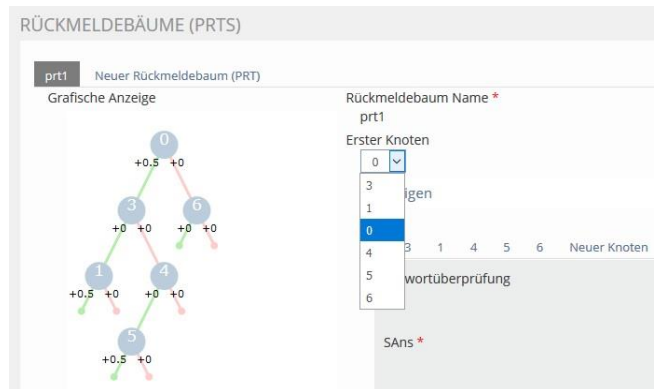 RÜCKMELDEBÄUME (PRTS)
prt1 Neuer Rückmeldebaum (PRT)
Grafische Anzeige
0
+0.5 +0
3 6
+0 +0 +0 +0
1 4
+0.5 +0 +0 +0
5
+0.5 +0
Rückmeldebaum Name *
prt1
Erster Knoten
0
3
1
0
4
5
6
igen
3 1 4 5 6 Neuer Knoten
wortüberprüfung
SAns *